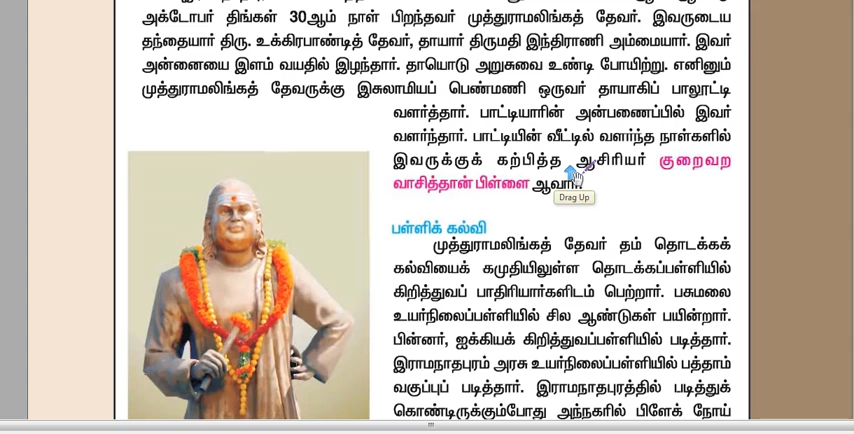 அக்டோபர் திங்கள் 30ஆம் நாள் பிறந்தவர் முத்துராமலிங்கத் தேவர். இவருடைய
தந்தையார் திரு. உக்கிரபாண்டித் தேவர், தாயார் திருமதி இந்திராணி அம்மையார். இவர்
அன்னையை இளம் வயதில் இழந்தார். தாயொடு அறுசுவை உண்டி போயிற்று. எனினும்
முத்துராமலிங்கத் தேவருக்கு இசுலாமியப் பெண்மணி ஒருவர் தாயாகிப் பாலூட்டி
வளர்த்தார். பாட்டியாரின் அன்பணைப்பில் இவர்
வளர்ந்தார். பாட்டியின் வீட்டில் வளர்ந்த நாள்களில்
இவருக்குக் கற்பித்த ஆசிரியர் குறைவற
வாசித்தான் பிள்ளை ஆவார்.
Drag Up
பள்ளிக் கல்வி
முத்துராமலிங்கத் தேவர் தம் தொடக்கக்
கல்வியைக் கமுதியிலுள்ள தொடக்கப்பள்ளியில்
கிறித்துவப் பாதிரியார்களிடம் பெற்றார். பசுமலை
உயர்நிலைப்பள்ளியில் சில ஆண்டுகள் பயின்றார்.
பின்னர், ஐக்கியக் கிறித்துவப்பள்ளியில் படித்தார்.
இராமநாதபுரம் அரசு உயர்நிலைப்பள்ளியில் பத்தாம்
வகுப்புப் படித்தார். இராமநாதபுரத்தில் படித்துக்
கொண்டிருக்கும்போது அந்நகரில் பிளேக் நோய்